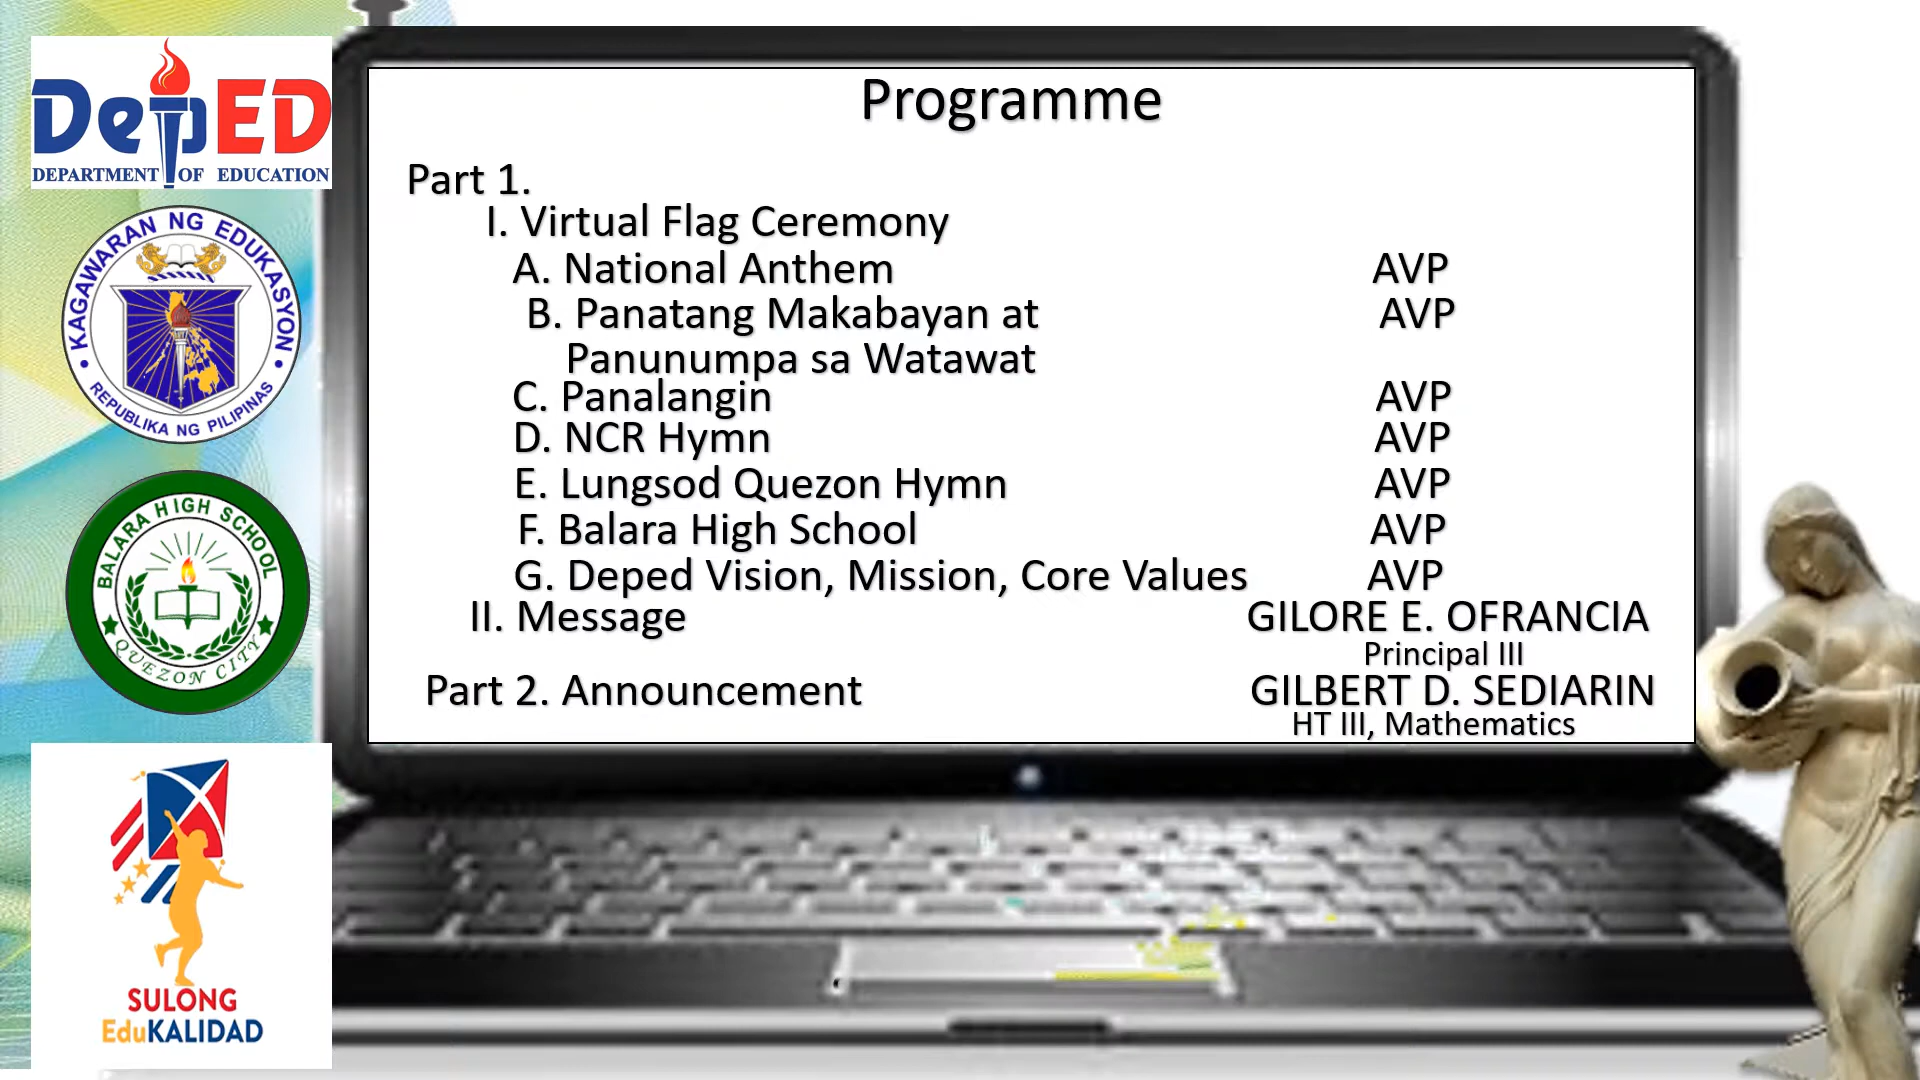 DepED
DEPARTMENT OF EDUCATION
KAGAWARAN NG EDUKASYON
REPUBLIKA NG PILIPINAS
BALARA HIGH SCHOOL
QUEZON CITY
SULONG
EduKALIDAD
Programme
Part 1.
I. Virtual Flag Ceremony
A. National Anthem AVP
B. Panatang Makabayan at AVP
Panunumpa sa Watawat
C. Panalangin AVP
D. NCR Hymn AVP
E. Lungsod Quezon Hymn AVP
F. Balara High School AVP
G. Deped Vision, Mission, Core Values AVP
II. Message GILORE E. OFRANCIA
Principal III
Part 2. Announcement GILBERT D. SEDIARIN
HT III, Mathematics